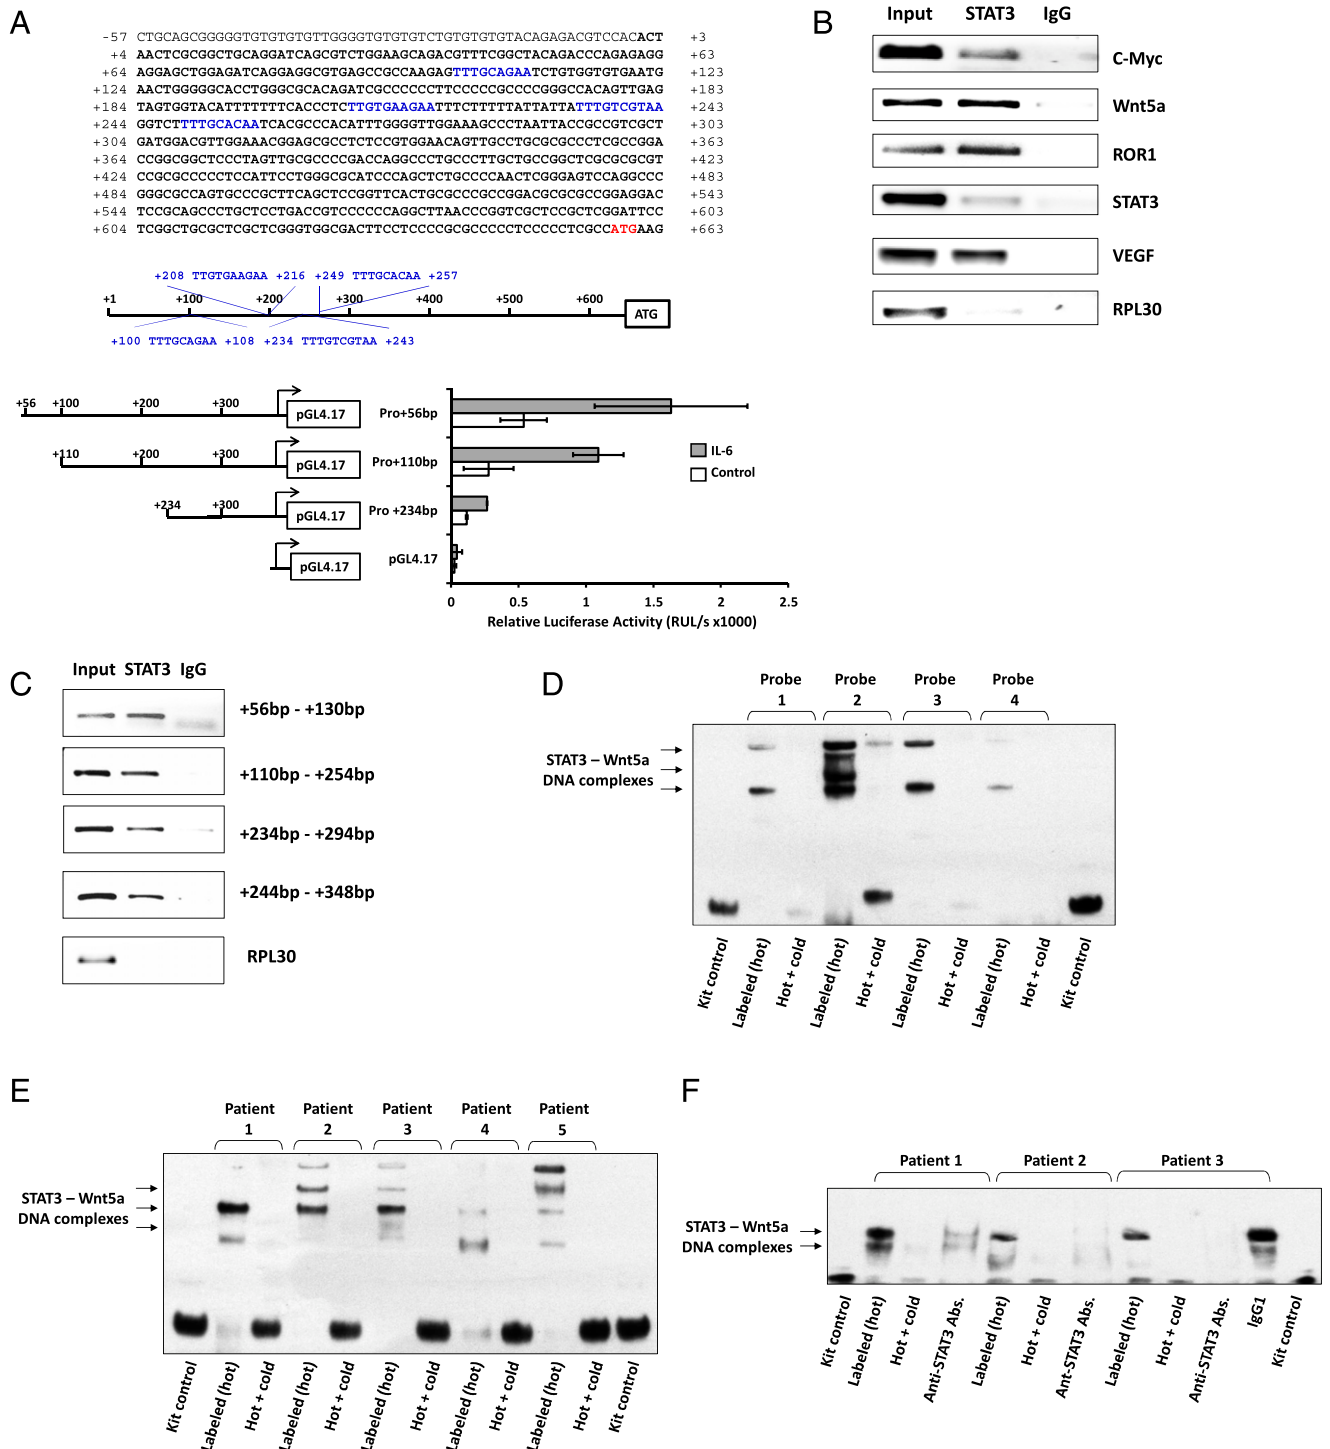 A
-57 CTGCAGCGGGGGTGTGTGTGTTGGGGTGTGTGTCTGTGTGTGTACAGAGACGTCCACACT +3
+4 AACTCGCGGCTGCAGGATCAGCGTCTGGAAGCAGACGTTTCGGCTACAGACCCAGAGAGG +63
+64 AGGAGCTGGAGATCAGGAGGCGTGAGCCGCCAAGAGTTTGCAGAATCTGTGGTGTGAATG +123
+124 AACTGGGGGCACCTGGGCGCACAGATCGCCCCCCTTCCCCCGCCCCGGGCCACAGTTGAG +183
+184 TAGTGGTACATTTTTTTCACCCTCTTGTGAAGAATTTCTTTTTATTATTATTTGTCGTAA +243
+244 GGTCTTTTGCACAATCACGCCCACATTTGGGGTTGGAAAGCCCTAATTACCGCCGTCGCT +303
+304 GATGGACGTTGGAAACGGAGCGCCTCTCCGTGGAACAGTTGCCTGCGCGCCCTCGCCGGA +363
+364 CCGGCGGCTCCCTAGTTGCGCCCCGACCAGGCCCTGCCCTTGCTGCCGGCTCGCGCGCGT +423
+424 CCGCGCCCCCTCCATTCCTGGGCGCATCCCAGCTCTGCCCCAACTCGGGAGTCCAGGCCC +483
+484 GGGCGCCAGTGCCCGCTTCAGCTCCGGTTCACTGCGCCCGCCGGACGCGCGCCGGAGGAC +543
+544 TCCGCAGCCCTGCTCCTGACCGTCCCCCCAGGCTTAACCCGGTCGCTCCGCTCGGATTCC +603
+604 TCGGCTGCGCTCGCTCGGGTGGCGACTTCCTCCCCGCGCCCCCTCCCCCTCGCCATGAAG +663
+208 TTGTGAAGAA +216 +249 TTTGCACAA +257
+1 +100 +200 +300 +400 +500 +600
ATG
+100 TTTGCAGAA +108 +234 TTTGTCGTAA +243
+56 +100 +200 +300 pGL4.17 Pro+56bp
110 +200 +300 pGL4.17 Pro+110bp
+234 +300 pGL4.17 Pro +234bp
pGL4.17 pGL4.17
IL-6
Control
0 0.5 1 1.5 2 2.5
Relative Luciferase Activity (RUL/s x1000)
B
Input STAT3 IgG
C-Myc
Wnt5a
ROR1
STAT3
VEGF
RPL30
C
Input STAT3 IgG
+56bp - +130bp
+110bp - +254bp
+234bp - +294bp
+244bp - +348bp
RPL30
D
Probe 1 Probe 2 Probe 3 Probe 4
STAT3 – Wnt5a
DNA complexes
Kit control Labeled (hot) Hot + cold Labeled (hot) Hot + cold Labeled (hot) Hot + cold Labeled (hot) Hot + cold Kit control
E
Patient 1 Patient 2 Patient 3 Patient 4 Patient 5
STAT3 – Wnt5a
DNA complexes
Kit control Labeled (hot) Hot + cold Labeled (hot) Hot + cold Labeled (hot) Hot + cold Labeled (hot) Hot + cold Labeled (hot) Hot + cold Kit control
F
Patient 1 Patient 2 Patient 3
STAT3 – Wnt5a
DNA complexes
Kit control Labeled (hot) Hot + cold Anti-STAT3 Abs. Labeled (hot) Hot + cold Ant-STAT3 Abs. Labeled (hot) Hot + cold Anti-STAT3 Abs. IgG1 Kit control